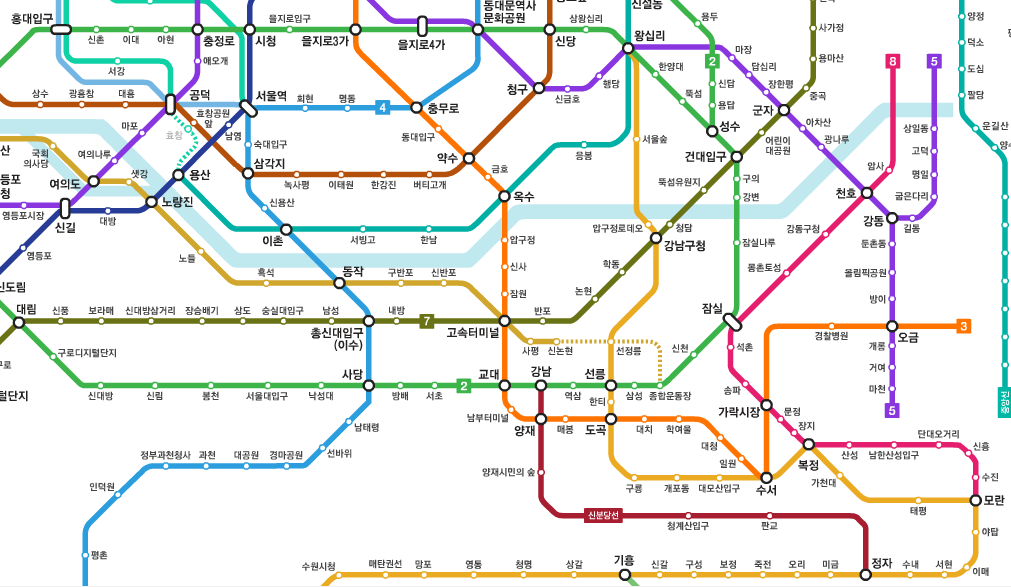 홍대입구
신촌
이대
아현
충정로
시청
을지로입구
을지로3가
을지로4가
동대문역사
문화공원
신당
상왕십리
신설동
왕십리
용두
마장
답십리
장한평
사가정
용마산
중곡
양정
덕소
도심
팔당
운길산
서강
애오개
상수
광흥창
대흥
공덕
효창공원
앞
효창
서울역
회현
명동
4
충무로
동대입구
청구
신금호
행당
한양대
뚝섬
2
신답
용답
성수
군자
아차산
광나루
8
5
상일동
고덕
명일
굽은다리
길동
암사
천호
강동
마포
여의나루
국회
의사당
여의도
샛강
남영
숙대입구
삼각지
녹사평
이태원
한강진
버티고개
약수
금호
응봉
서울숲
건대입구
어린이
대공원
뚝섬유원지
구의
강변
용산
신용산
노량진
영등포시장
신길
대방
영등포
신도림
노들
흑석
이촌
서빙고
한남
옥수
압구정
신사
잠원
압구정로데오
청담
강남구청
학동
논현
잠실나루
몽촌토성
강동구청
둔촌동
올림픽공원
방이
동작
구반포
신반포
대림
신풍
보라매
신대방삼거리
장승배기
상도
숭실대입구
남성
총신대입구
(이수)
내방
7
고속터미널
반포
사평
신논현
선정릉
잠실
석촌
송파
신천
경찰병원
3
오금
개롱
거여
마천
5
구로디지털단지
신대방
신림
봉천
서울대입구
낙성대
사당
방배
서초
2
교대
강남
역삼
선릉
삼성
종합운동장
한티
남부터미널
양재
매봉
도곡
대치
학여울
대청
일원
가락시장
문정
장지
복정
산성
남한산성입구
단대오거리
신흥
수진
모란
야탑
이매
가천대
태평
남태령
선바위
경마공원
대공원
과천
정부과천청사
인덕원
평촌
양재시민의 숲
구룡
개포동
대모산입구
수서
신분당선
청계산입구
판교
중앙선
수원시청
매탄권선
망포
영통
청명
상갈
기흥
신갈
구성
보정
죽전
오리
미금
정자
수내
서현